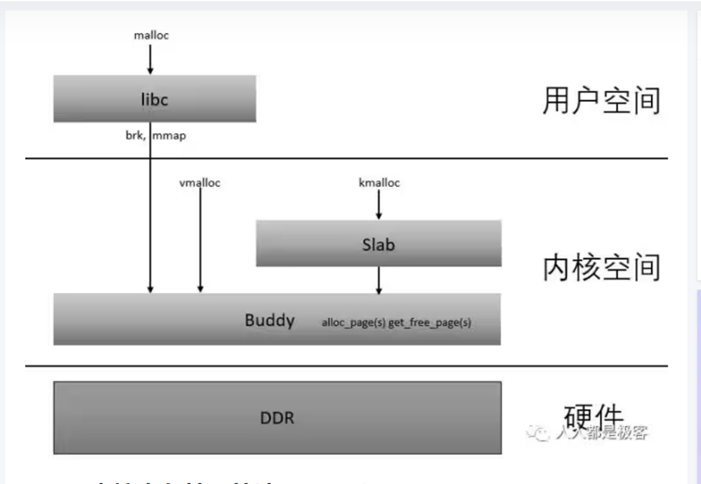 malloc
libc
用户空间
brk, mmap
vmalloc
kmalloc
Slab
内核空间
Buddy alloc_page(s) get_free_page(s)
DDR
硬件
人人都是极客